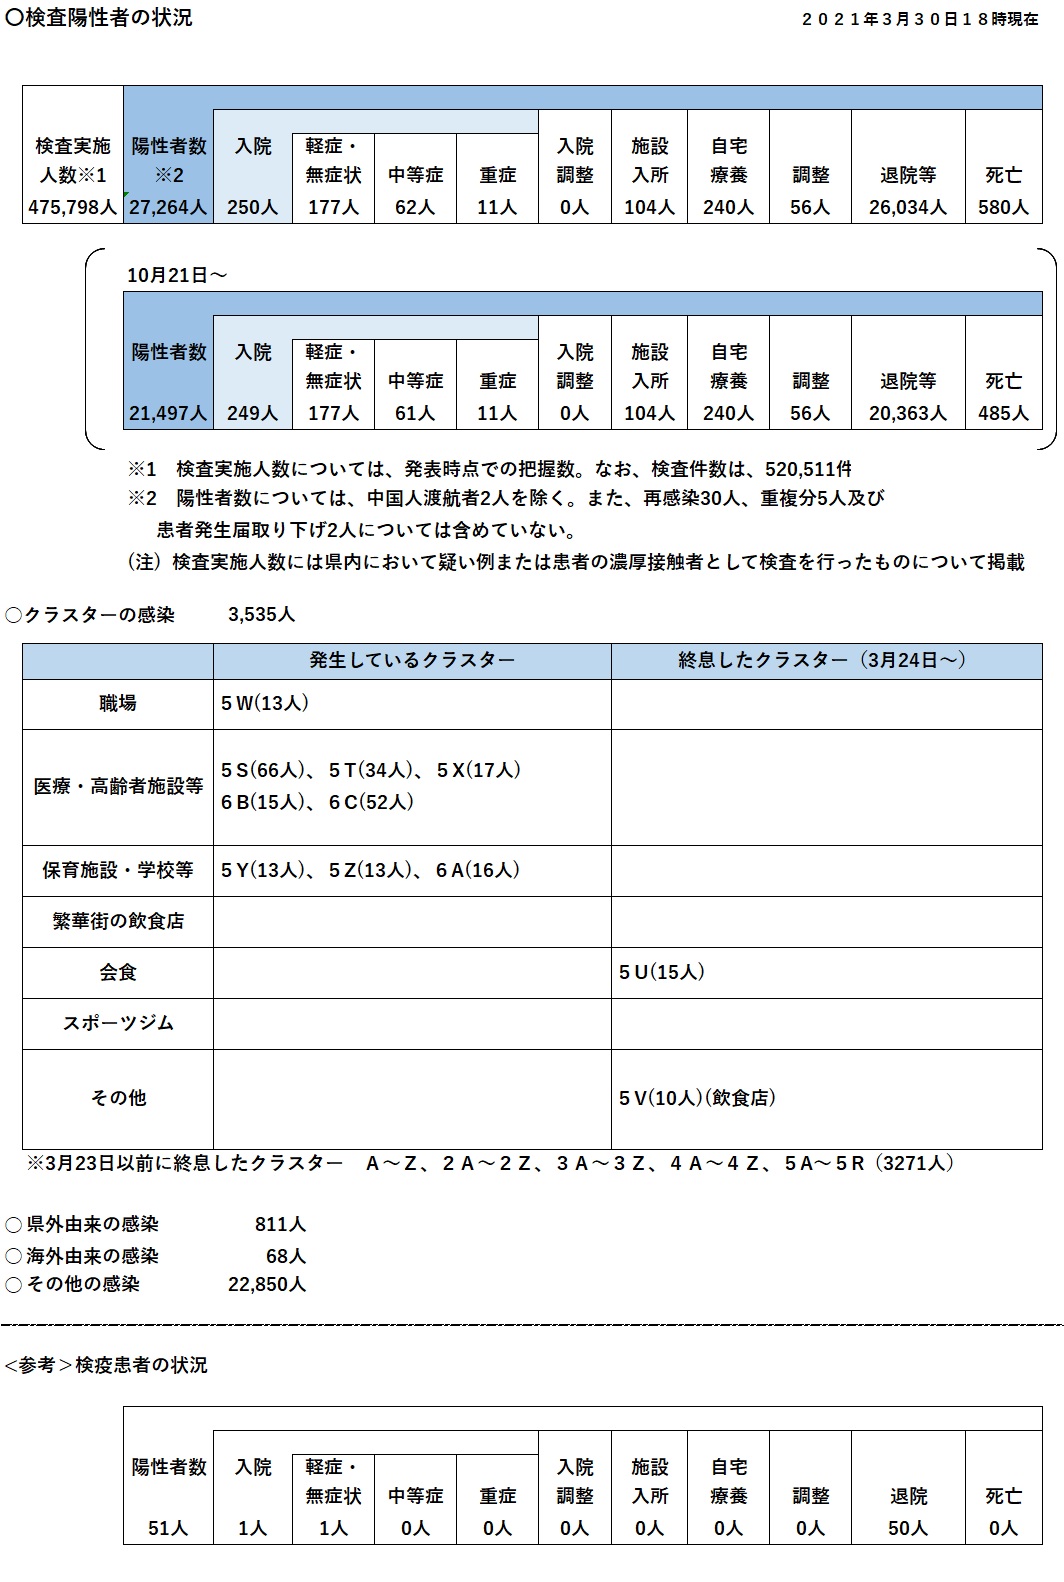 〇検査陽性者の状況
２０２１年３月３０日１８時現在
検査実施人数※1 陽性者数※2 入院 軽症・無症状 中等症 重症 入院調整 施設入所 自宅療養 調整 退院等 死亡
475,798人 27,264人 250人 177人 62人 11人 0人 104人 240人 56人 26,034人 580人
10月21日～
陽性者数 入院 軽症・無症状 中等症 重症 入院調整 施設入所 自宅療養 調整 退院等 死亡
21,497人 249人 177人 61人 11人 0人 104人 240人 56人 20,363人 485人
※1　検査実施人数については、発表時点での把握数。なお、検査件数は、520,511件
※2　陽性者数については、中国人渡航者2人を除く。また、再感染30人、重複分5人及び
患者発生届取り下げ2人については含めていない。
（注）検査実施人数には県内において疑い例または患者の濃厚接触者として検査を行ったものについて掲載
○クラスターの感染　3,535人
発生しているクラスター 終息したクラスター（3月24日～）
職場 ５W(13人)
医療・高齢者施設等 ５S(66人)、５T(34人)、５X(17人)
６B(15人)、６C(52人)
保育施設・学校等 ５Y(13人)、５Z(13人)、６A(16人)
繁華街の飲食店
会食 ５U(15人)
スポーツジム
その他 ５V(10人)(飲食店)
※3月23日以前に終息したクラスター　Ａ～Ｚ、２Ａ～２Ｚ、３Ａ～３Ｚ、４Ａ～４Ｚ、５A～５R（3271人）
○県外由来の感染　811人
○海外由来の感染　68人
○その他の感染　22,850人
＜参考＞検疫患者の状況
陽性者数 入院 軽症・無症状 中等症 重症 入院調整 施設入所 自宅療養 調整 退院 死亡
51人 1人 1人 0人 0人 0人 0人 0人 0人 50人 0人